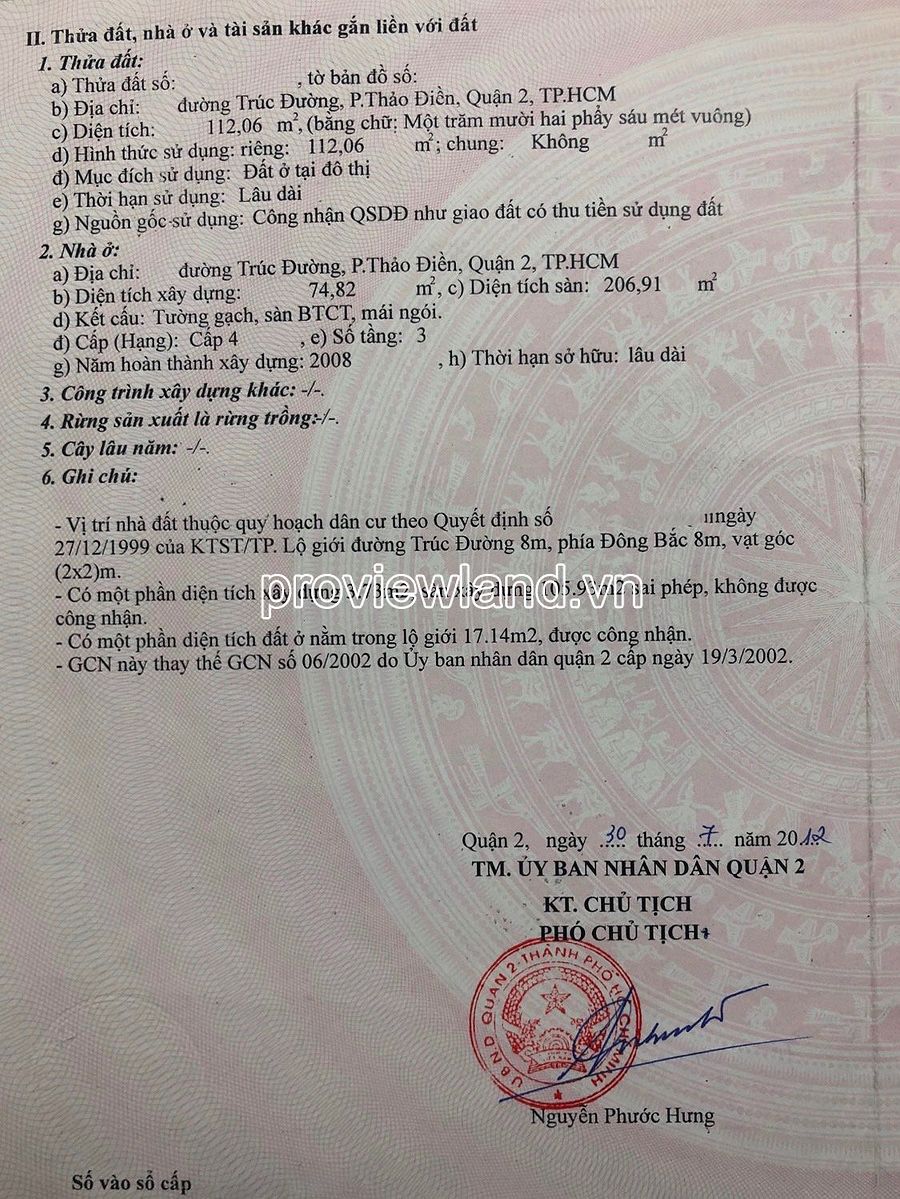 II. Thửa đất, nhà ở và tài sản khác gắn liền với đất
1. Thửa đất:
a) Thửa đất số: , tờ bản đồ số:
b) Địa chỉ: đường Trúc Đường, P.Thảo Điền, Quận 2, TP.HCM
c) Diện tích: 112,06 m², (bằng chữ: Một trăm mười hai phẩy sáu mét vuông)
d) Hình thức sử dụng: riêng: 112,06 m²; chung: Không m²
đ) Mục đích sử dụng: Đất ở tại đô thị
e) Thời hạn sử dụng: Lâu dài
g) Nguồn gốc sử dụng: Công nhận QSDĐ như giao đất có thu tiền sử dụng đất
2. Nhà ở:
a) Địa chỉ: đường Trúc Đường, P.Thảo Điền, Quận 2, TP.HCM
b) Diện tích xây dựng: 74,82 m², c) Diện tích sàn: 206,91 m²
d) Kết cấu: Tường gạch, sàn BTCT, mái ngói.
đ) Cấp (Hạng): Cấp 4 , e) Số tầng: 3
g) Năm hoàn thành xây dựng: 2008 , h) Thời hạn sở hữu: lâu dài
3. Công trình xây dựng khác: -/-.
4. Rừng sản xuất là rừng trồng:-/-.
5. Cây lâu năm: -/-.
6. Ghi chú:
- Vị trí nhà đất thuộc quy hoạch dân cư theo Quyết định số ngày
27/12/1999 của KTST/TP. Lộ giới đường Trúc Đường 8m, phía Đông Bắc 8m, vạt góc
(2x2)m.
- Có một phần diện tích xây dựng sàn xây dựng sai phép, không được
công nhận.
proviewland.vn
- Có một phần diện tích đất ở nằm trong lộ giới 17.14m2, được công nhận.
- GCN này thay thế GCN số 06/2002 do Ủy ban nhân dân quận 2 cấp ngày 19/3/2002.
Quận 2, ngày 30 tháng 7 năm 2012
TM. ỦY BAN NHÂN DÂN QUẬN 2
KT. CHỦ TỊCH
PHÓ CHỦ TỊCH
U.B.N.D QUẬN 2-THÀNH PHỐ HỒ CHÍ MINH
Nguyễn Phước Hưng
Số vào sổ cấp